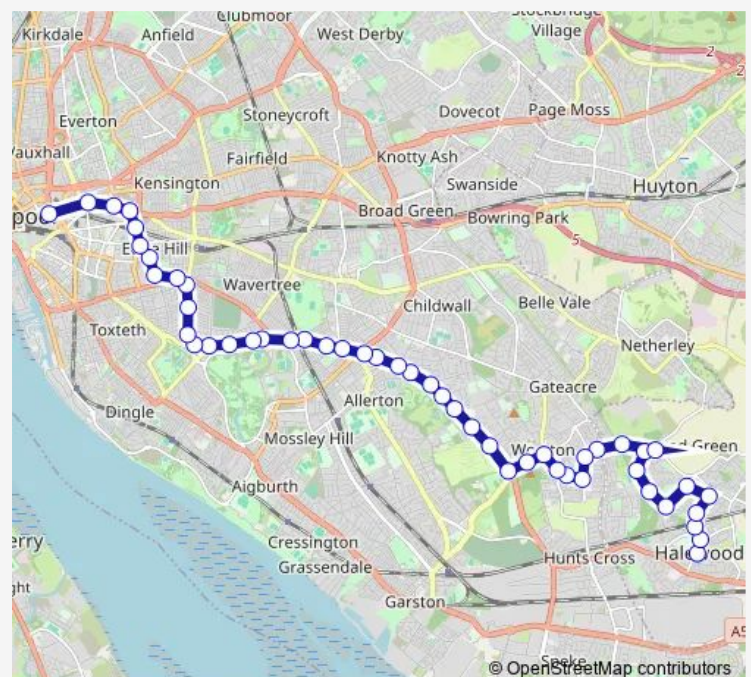 Clubmoor
Stockbridge
Village
Kirkdale
Anfield
West Derby
2
2
Everton
Stoneycroft
Dovecot
Page Moss
Vauxhall
Fairfield
Knotty Ash
Kensington
Swanside
Huyton
Broad Green
Bowring Park
5
Wavertree
Childwall
Belle Vale
Toxteth
Netherley
Gateacre
Dingle
Allerton
Mossley Hill
d Green
Aigburth
Cressington
Grassendale
Hunts Cross
Garston
Speke
© OpenStreetMap contributors